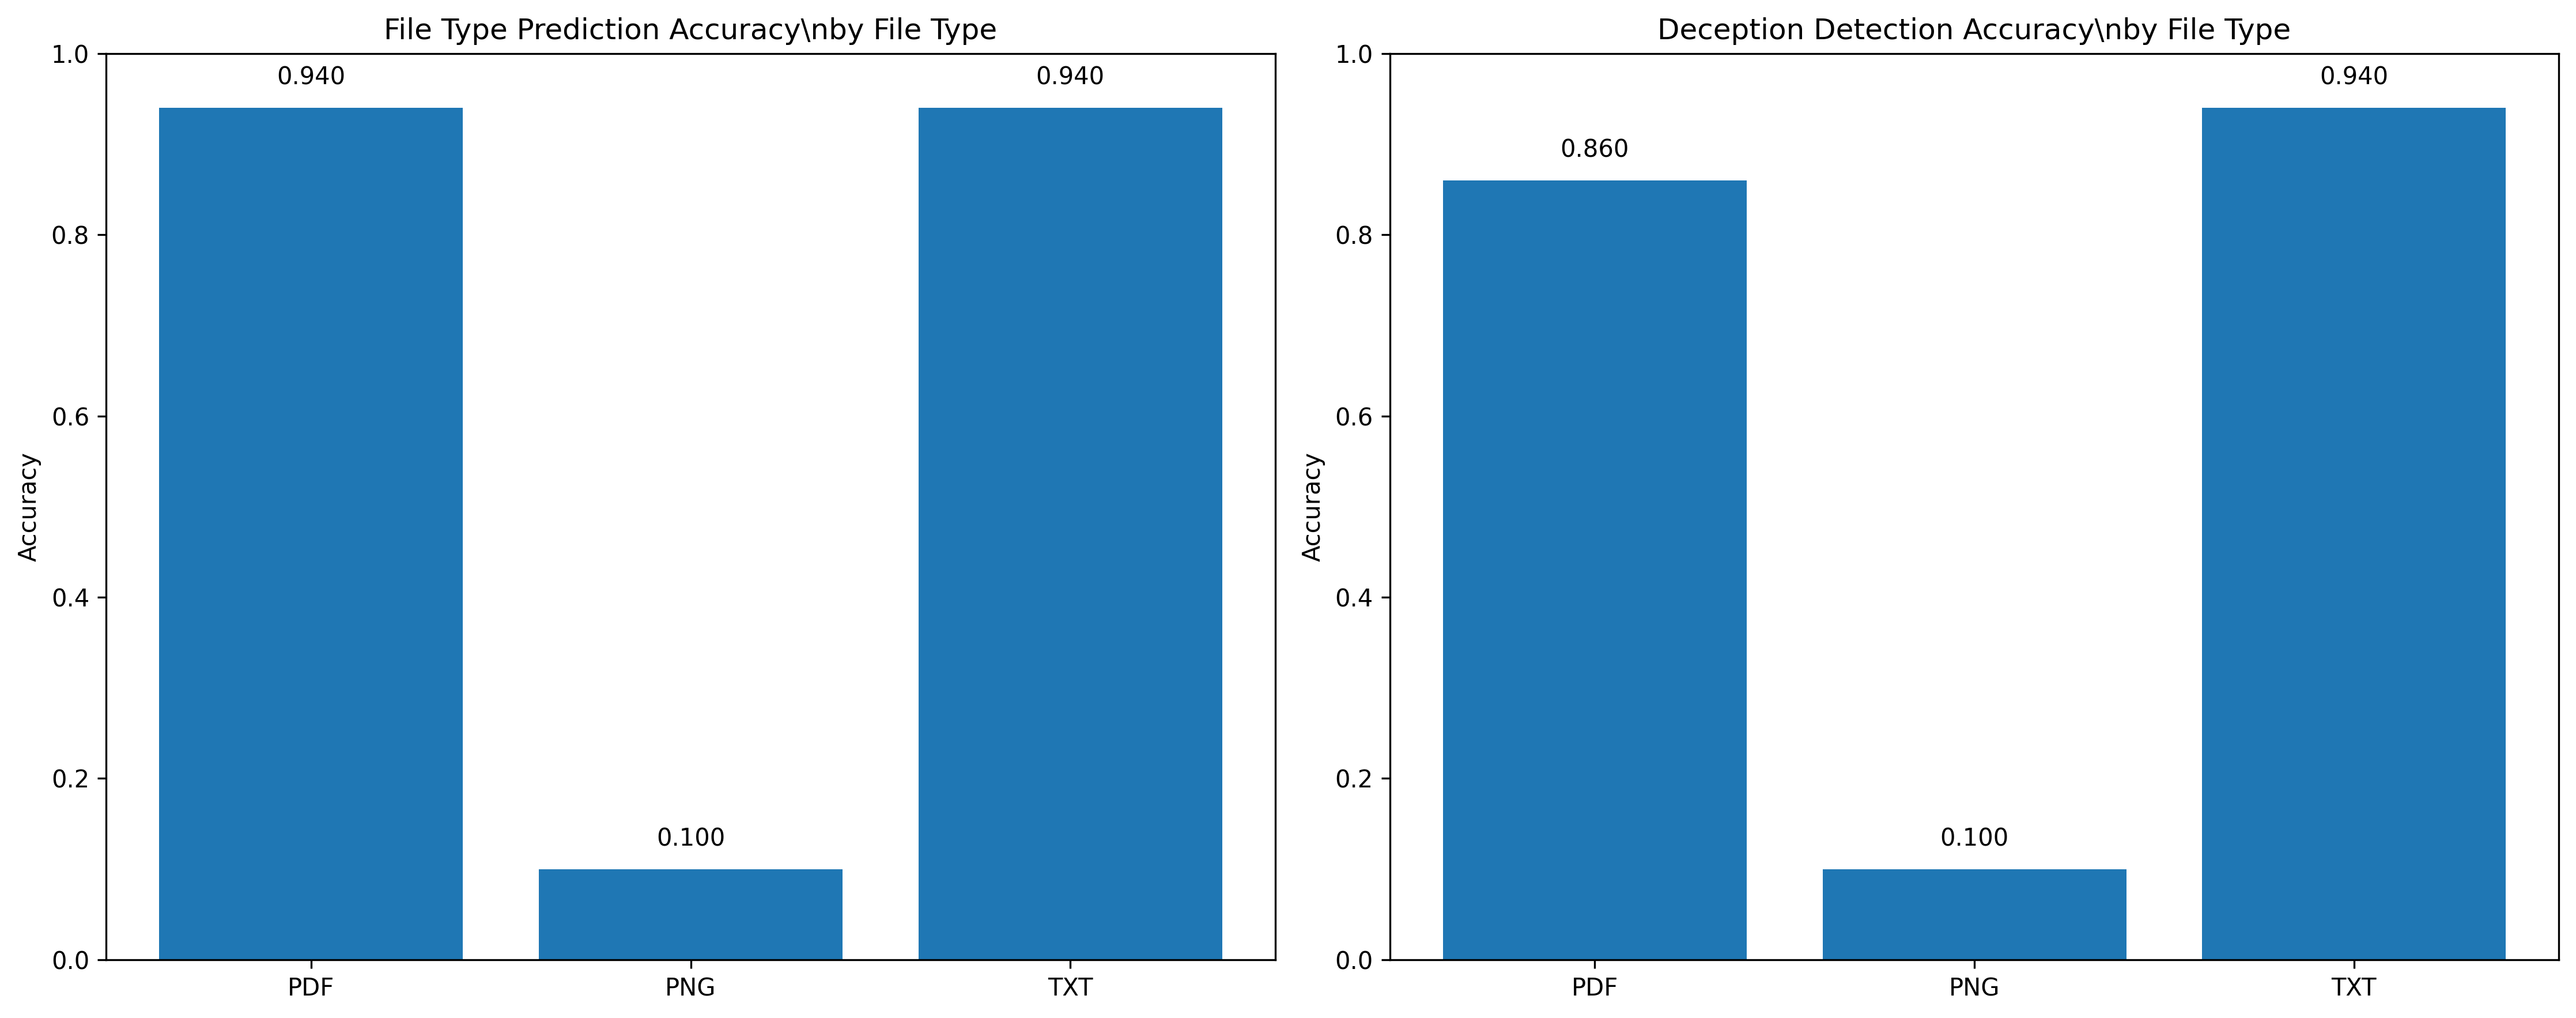 File Type Prediction Accuracy\nby File Type
1.0
0.8
0.6
0.4
0.2
0.0
Accuracy
0.940
0.100
0.940
PDF
PNG
TXT
Deception Detection Accuracy\nby File Type
1.0
0.8
0.6
0.4
0.2
0.0
Accuracy
0.860
0.100
0.940
PDF
PNG
TXT